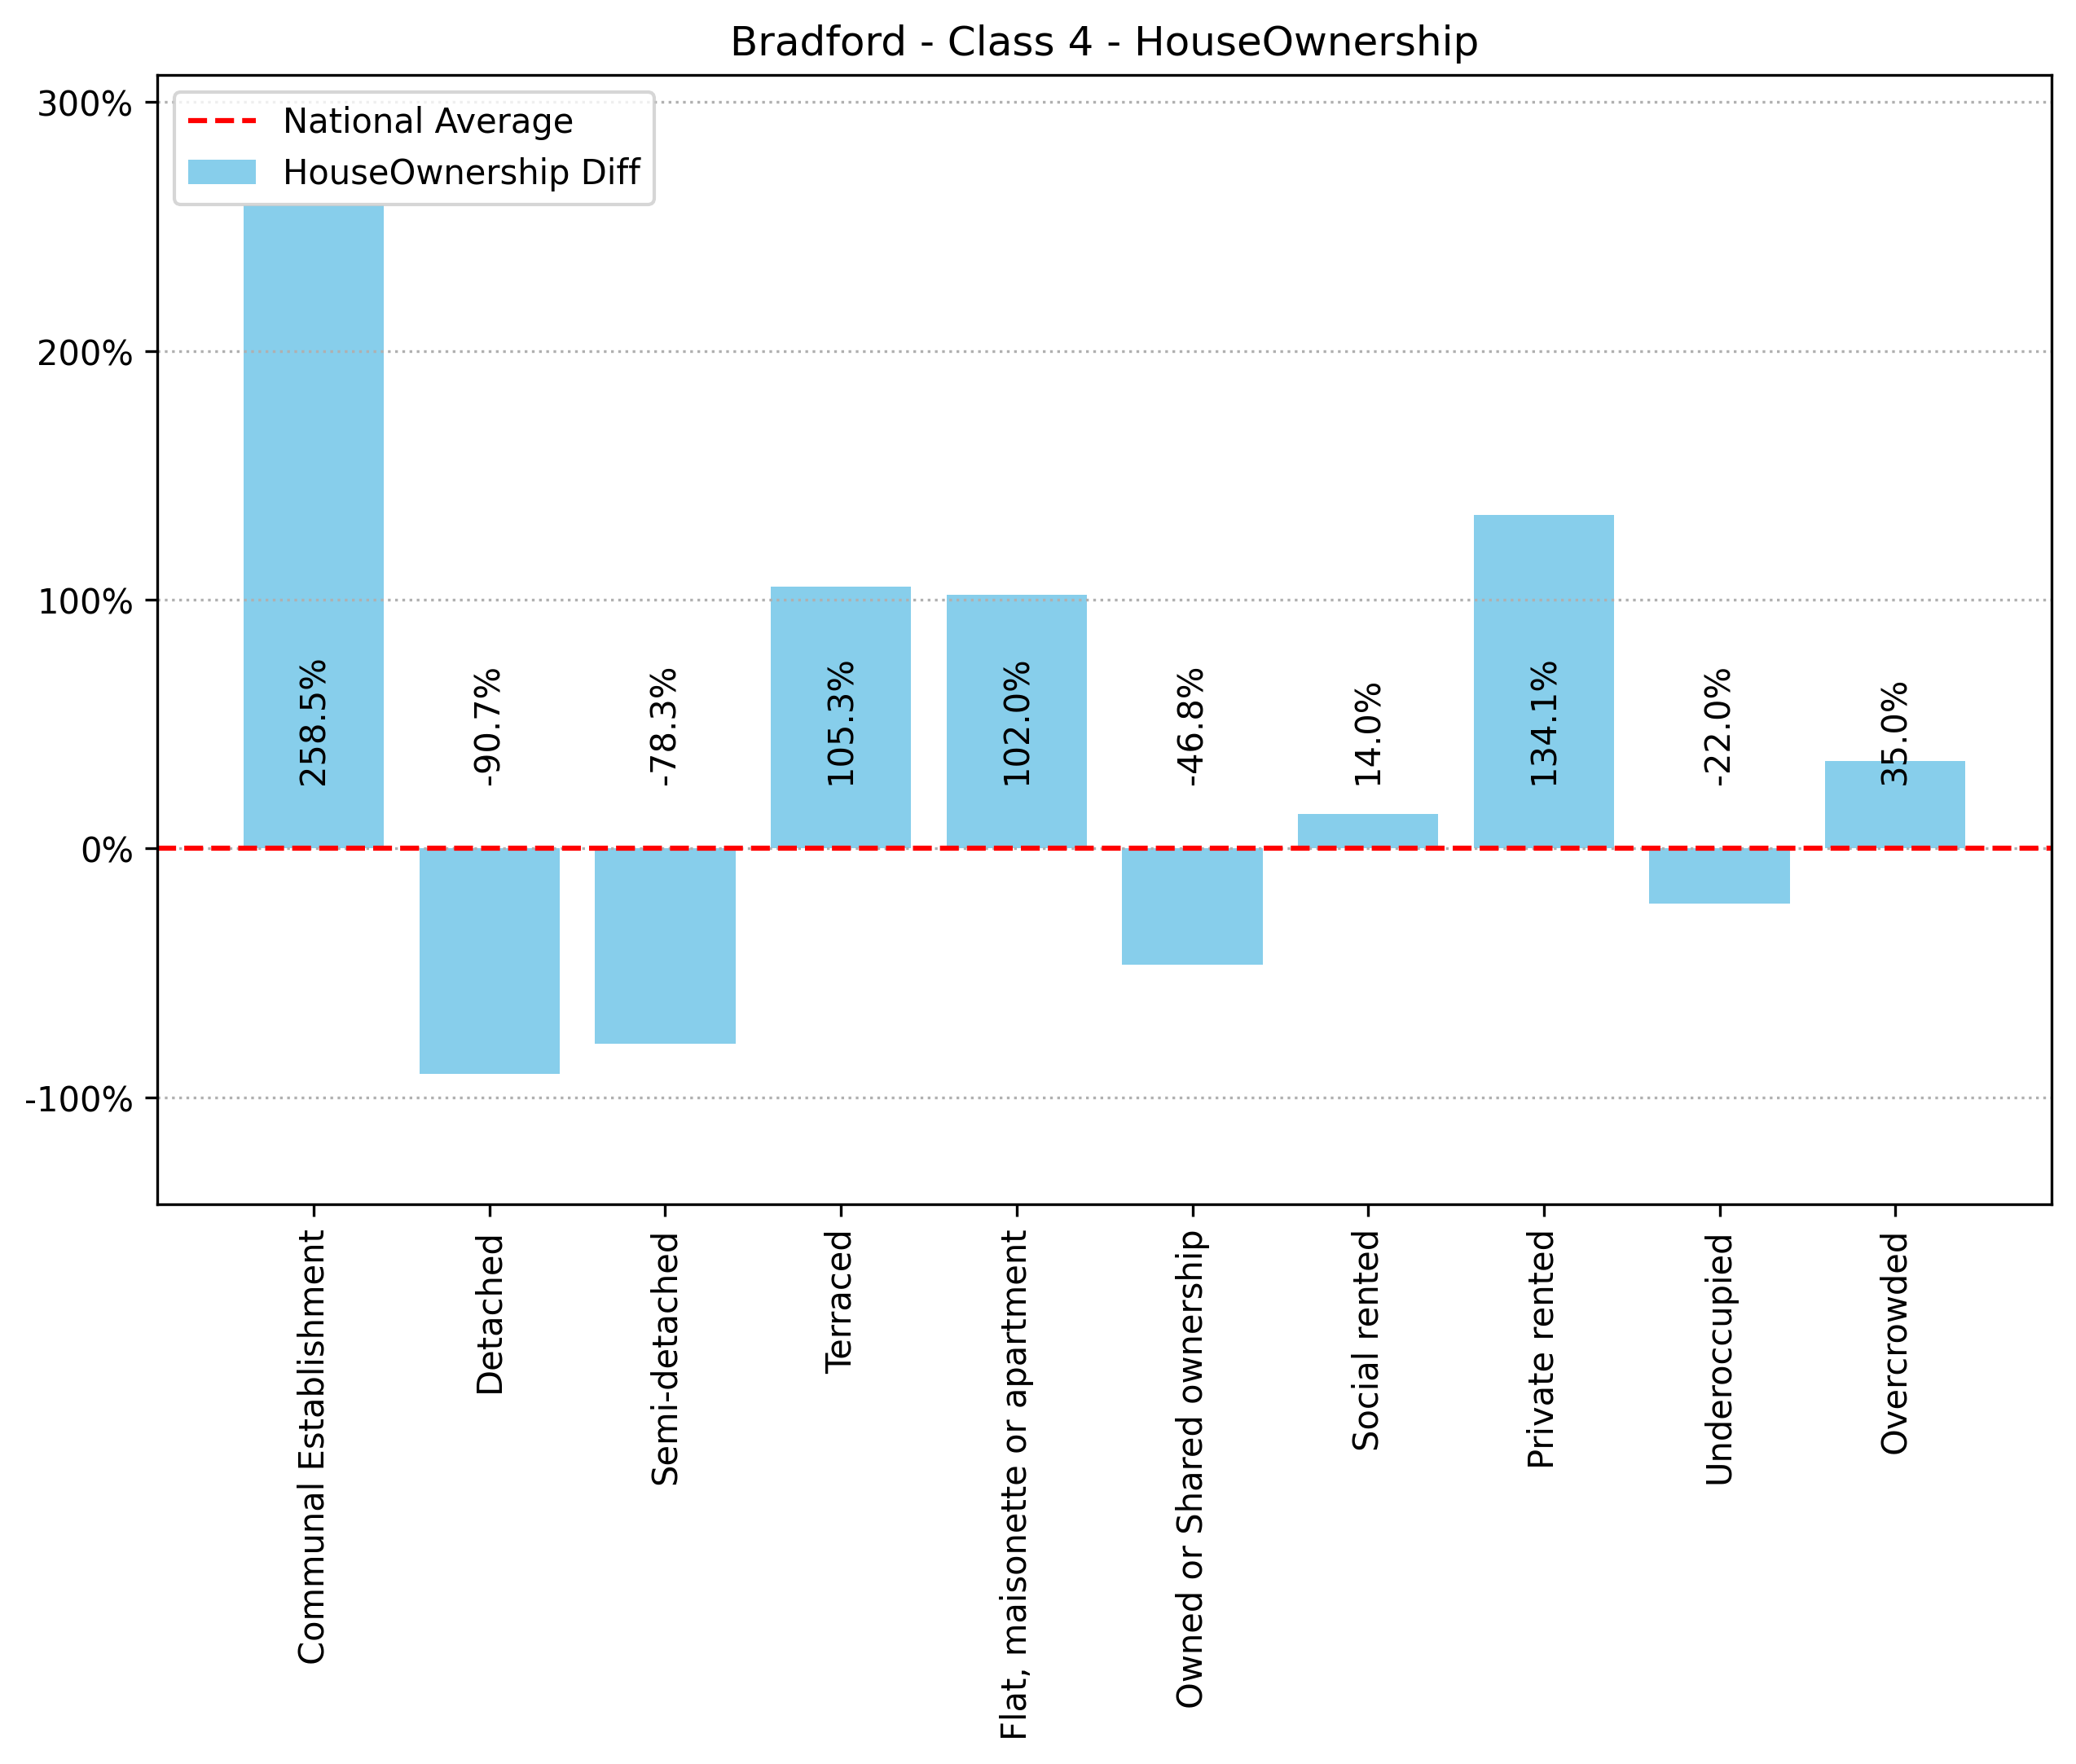 Bradford - Class 4 - HouseOwnership
National Average
HouseOwnership Diff
300%
200%
100%
0%
-100%
258.5%
-90.7%
-78.3%
105.3%
102.0%
-46.8%
14.0%
134.1%
-22.0%
35.0%
Communal Establishment
Detached
Semi-detached
Terraced
Flat, maisonette or apartment
Owned or Shared ownership
Social rented
Private rented
Underoccupied
Overcrowded